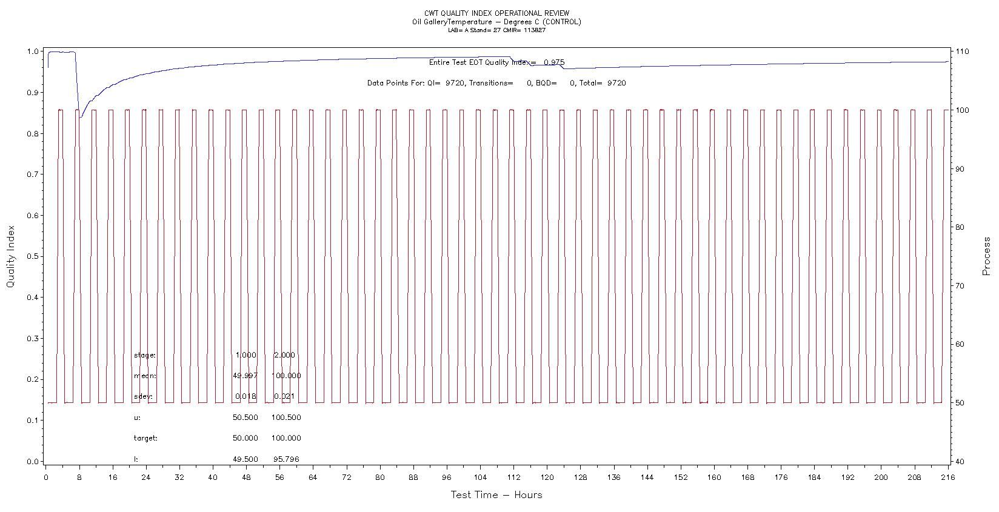 CWT QUALITY INDEX OPERATIONAL REVIEW
Oil GalleryTemperature – Degrees C (CONTROL)
LAB= A Stand= 27 CMIR= 113827
Entire Test EOT Quality Index= 0.975
Data Points For: QI= 9720, Transitions= 0, BQD= 0, Total= 9720
1.0
0.9
0.8
0.7
0.6
0.5
0.4
0.3
0.2
0.1
0.0
Quality Index
110
100
90
80
70
60
50
40
Process
stage: 1.000 2.000
mean: 49.997 100.000
sdev: 0.018 0.021
u: 50.500 100.500
target: 50.000 100.000
l: 49.500 95.796
0 8 16 24 32 40 48 56 64 72 80 88 96 104 112 120 128 136 144 152 160 168 176 184 192 200 208 216
Test Time – Hours